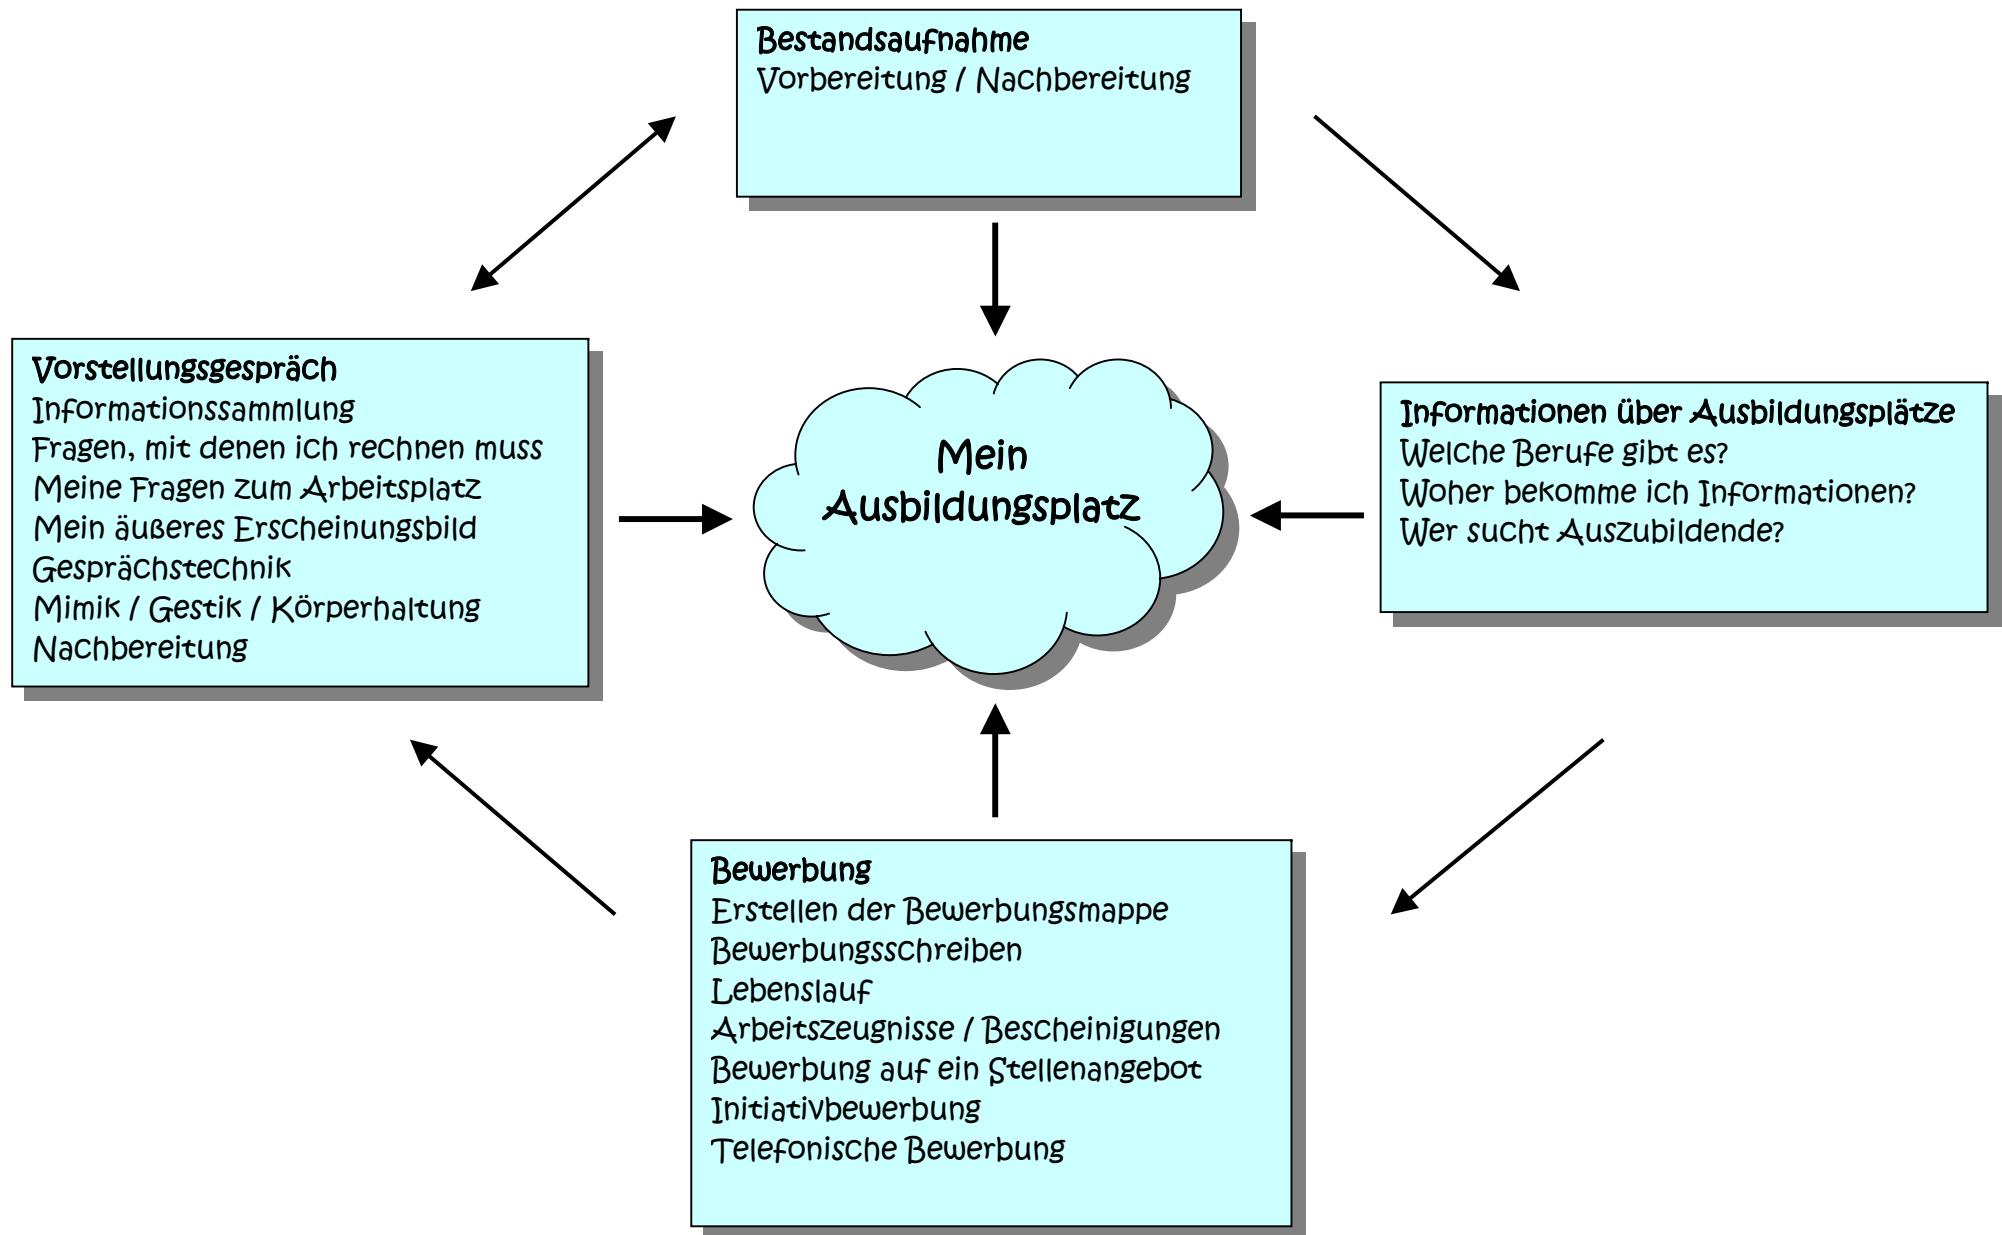 Bestandsaufnahme
Vorbereitung / Nachbereitung
Vorstellungsgespräch
Informationssammlung
Fragen, mit denen ich rechnen muss
Meine Fragen zum Arbeitsplatz
Mein äußeres Erscheinungsbild
Gesprächstechnik
Mimik / Gestik / Körperhaltung
Nachbereitung
Mein
Ausbildungsplatz
Informationen über Ausbildungsplätze
Welche Berufe gibt es?
Woher bekomme ich Informationen?
Wer sucht Auszubildende?
Bewerbung
Erstellen der Bewerbungsmappe
Bewerbungsschreiben
Lebenslauf
Arbeitszeugnisse / Bescheinigungen
Bewerbung auf ein Stellenangebot
Initiativbewerbung
Telefonische Bewerbung